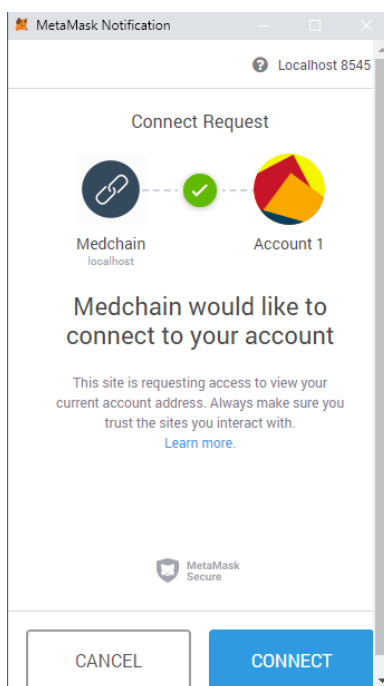 MetaMask Notification
Localhost 8545
Connect Request
Medchain
localhost
Account 1
Medchain would like to
connect to your account
This site is requesting access to view your
current account address. Always make sure you
trust the sites you interact with.
Learn more.
MetaMask
Secure
CANCEL
CONNECT